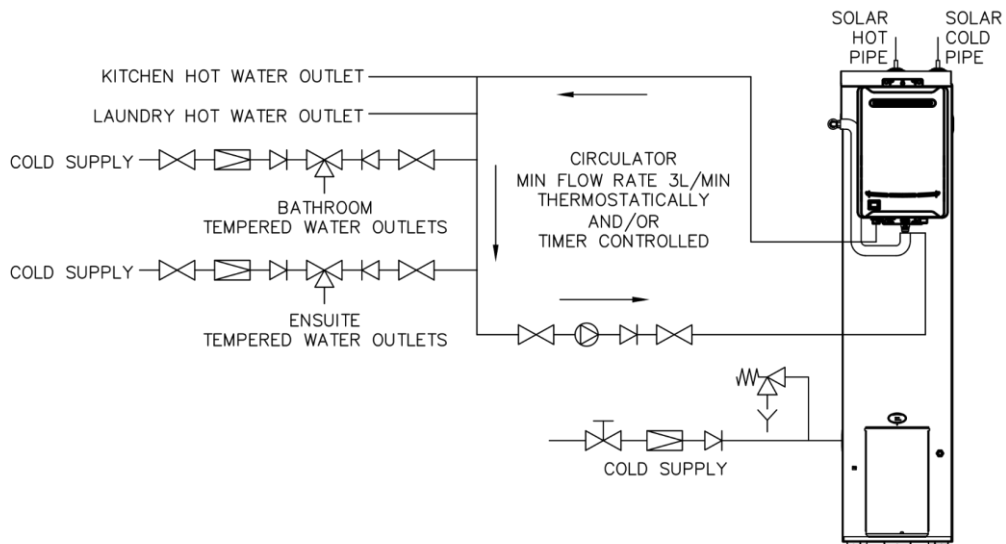 SOLAR
HOT
PIPE
SOLAR
COLD
PIPE
KITCHEN HOT WATER OUTLET
LAUNDRY HOT WATER OUTLET
COLD SUPPLY
BATHROOM
TEMPERED WATER OUTLETS
CIRCULATOR
MIN FLOW RATE 3L/MIN
THERMOSTATICALLY
AND/OR
TIMER CONTROLLED
COLD SUPPLY
ENSUITE
TEMPERED WATER OUTLETS
COLD SUPPLY